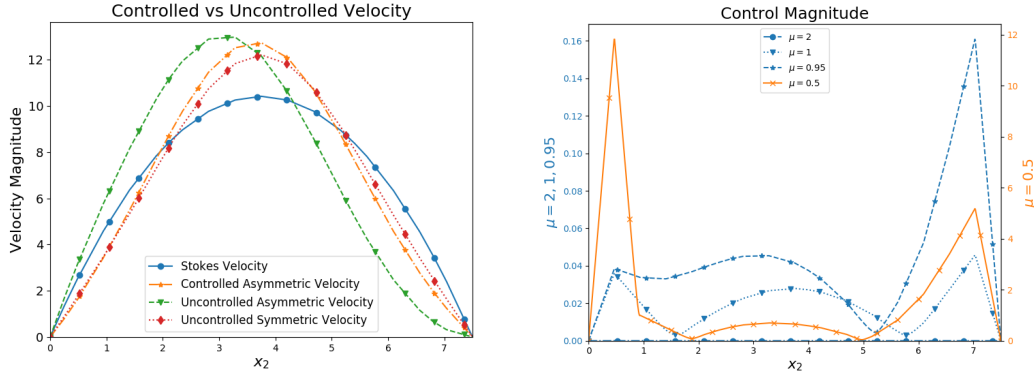 Controlled vs Uncontrolled Velocity
Velocity Magnitude
12
10
8
6
4
2
0
0 1 2 3 4 5 6 7
x₂
Stokes Velocity
Controlled Asymmetric Velocity
Uncontrolled Asymmetric Velocity
Uncontrolled Symmetric Velocity
Control Magnitude
μ = 2, 1, 0.95
0.16
0.14
0.12
0.10
0.08
0.06
0.04
0.02
0.00
0 1 2 3 4 5 6 7
x₂
μ = 2
μ = 1
μ = 0.95
μ = 0.5
12
10
8
6
4
2
0
μ = 0.5